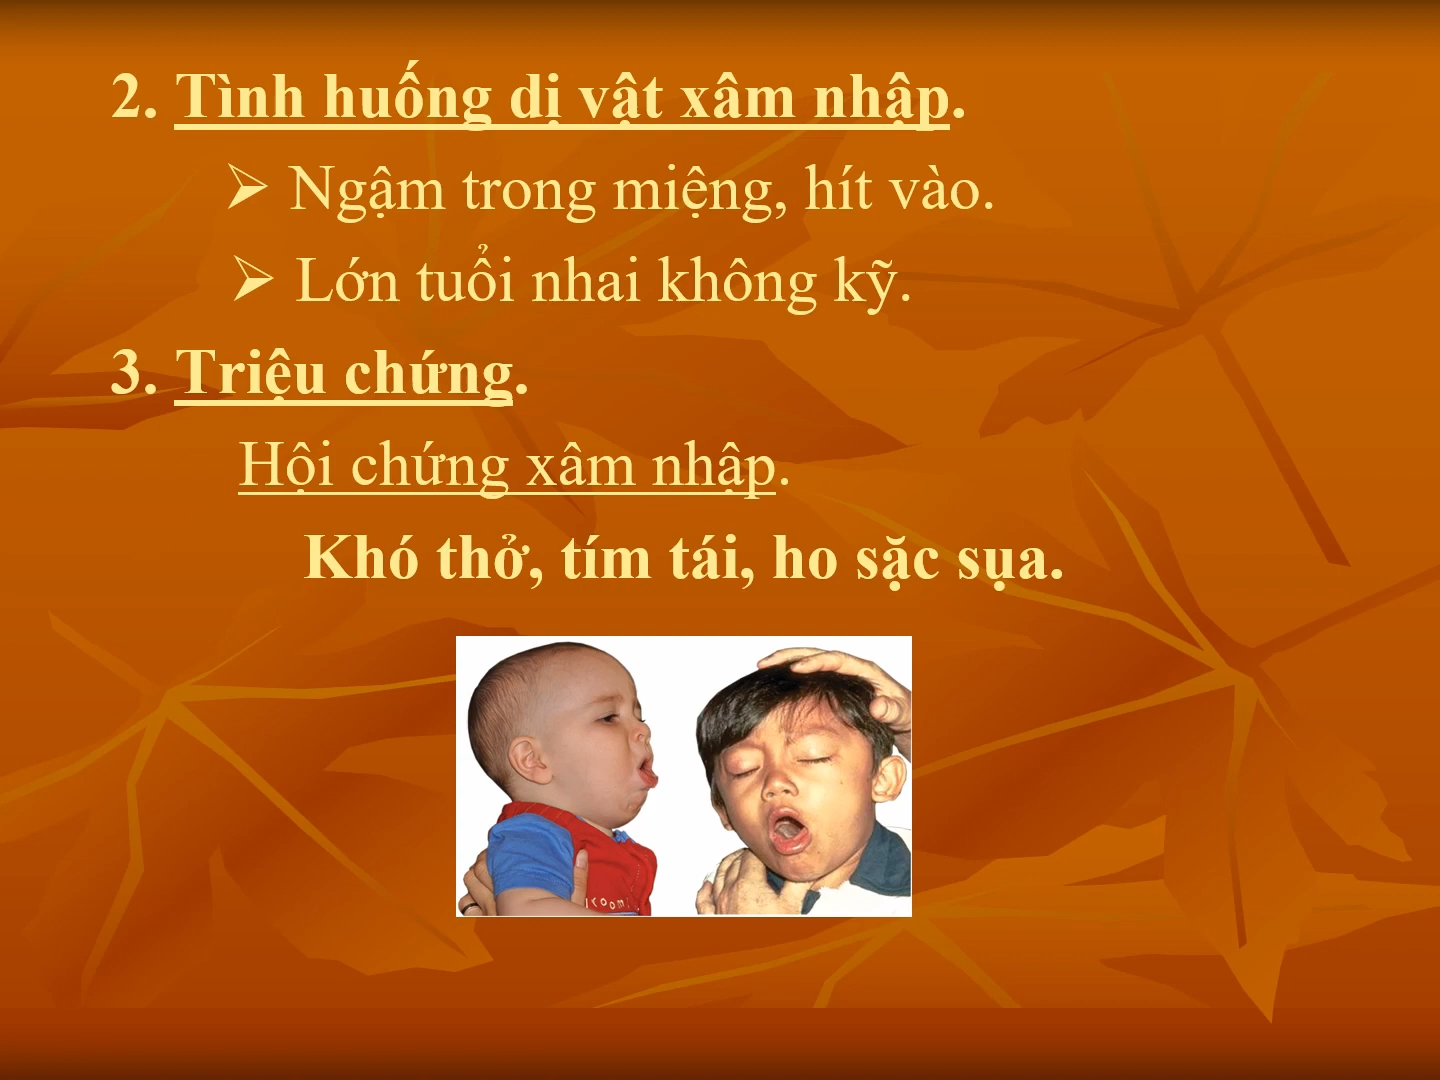 2. Tình huống dị vật xâm nhập.
➢ Ngậm trong miệng, hít vào.
➢ Lớn tuổi nhai không kỹ.
3. Triệu chứng.
Hội chứng xâm nhập.
Khó thở, tím tái, ho sặc sụa.